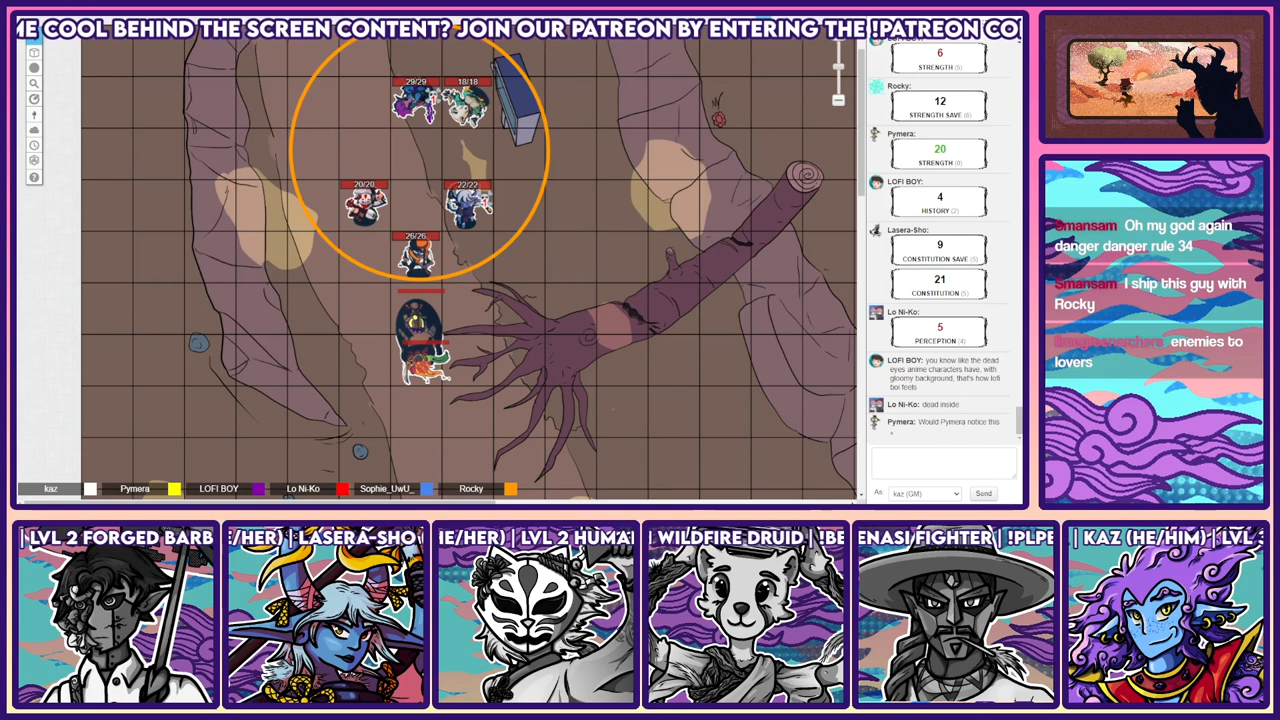 ME COOL BEHIND THE SCREEN CONTENT? JOIN OUR PATREON BY ENTERING THE !PATREON CO
29/29
18/18
20/20
22/22
26/26
kaz
Pymera
LOFI BOY
Lo Ni-Ko
Sophie_UwU_
Rocky
6
STRENGTH (5)
Rocky:
12
STRENGTH SAVE (6)
Pymera:
20
STRENGTH (0)
LOFI BOY:
4
HISTORY (2)
Lasera-Sho:
9
CONSTITUTION SAVE (5)
21
CONSTITUTION (5)
Lo Ni-Ko:
5
PERCEPTION (4)
LOFI BOY: you know like the dead
eyes anime characters have, with
gloomy background, that's how lofi
boi feels
Lo Ni-Ko: dead inside
Pymera: Would Pymera notice this
As:
kaz (GM)
Send
Smansam Oh my god again
danger danger rule 34
Smansam I ship this guy with
Rocky
enemies to
lovers
| LVL 2 FORGED BARB
E/HER) | LASERA-SHO
HE/HER) | LVL 2 HUMA
WILDFIRE DRUID | !BE
ENASI FIGHTER | !PLPE
| KAZ (HE/HIM) | LVL 3